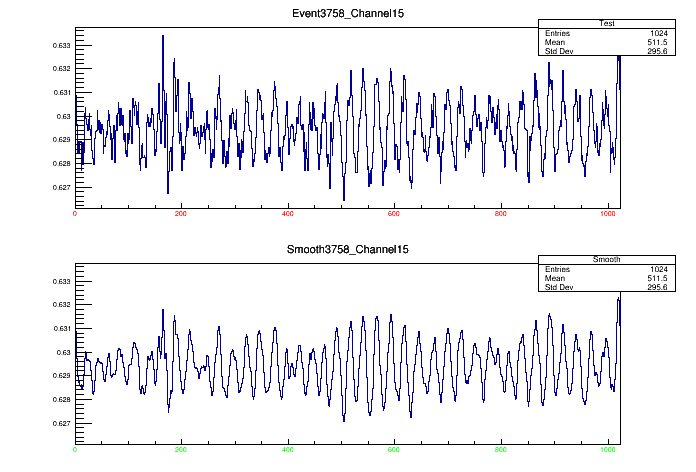 Event3758_Channel15
Test
Entries 1024
Mean 511.5
Std Dev 295.6
0.633
0.632
0.631
0.63
0.629
0.628
0.627
0 200 400 600 800 1000
Smooth3758_Channel15
Smooth
Entries 1024
Mean 511.5
Std Dev 295.6
0.633
0.632
0.631
0.63
0.629
0.628
0.627
0 200 400 600 800 1000